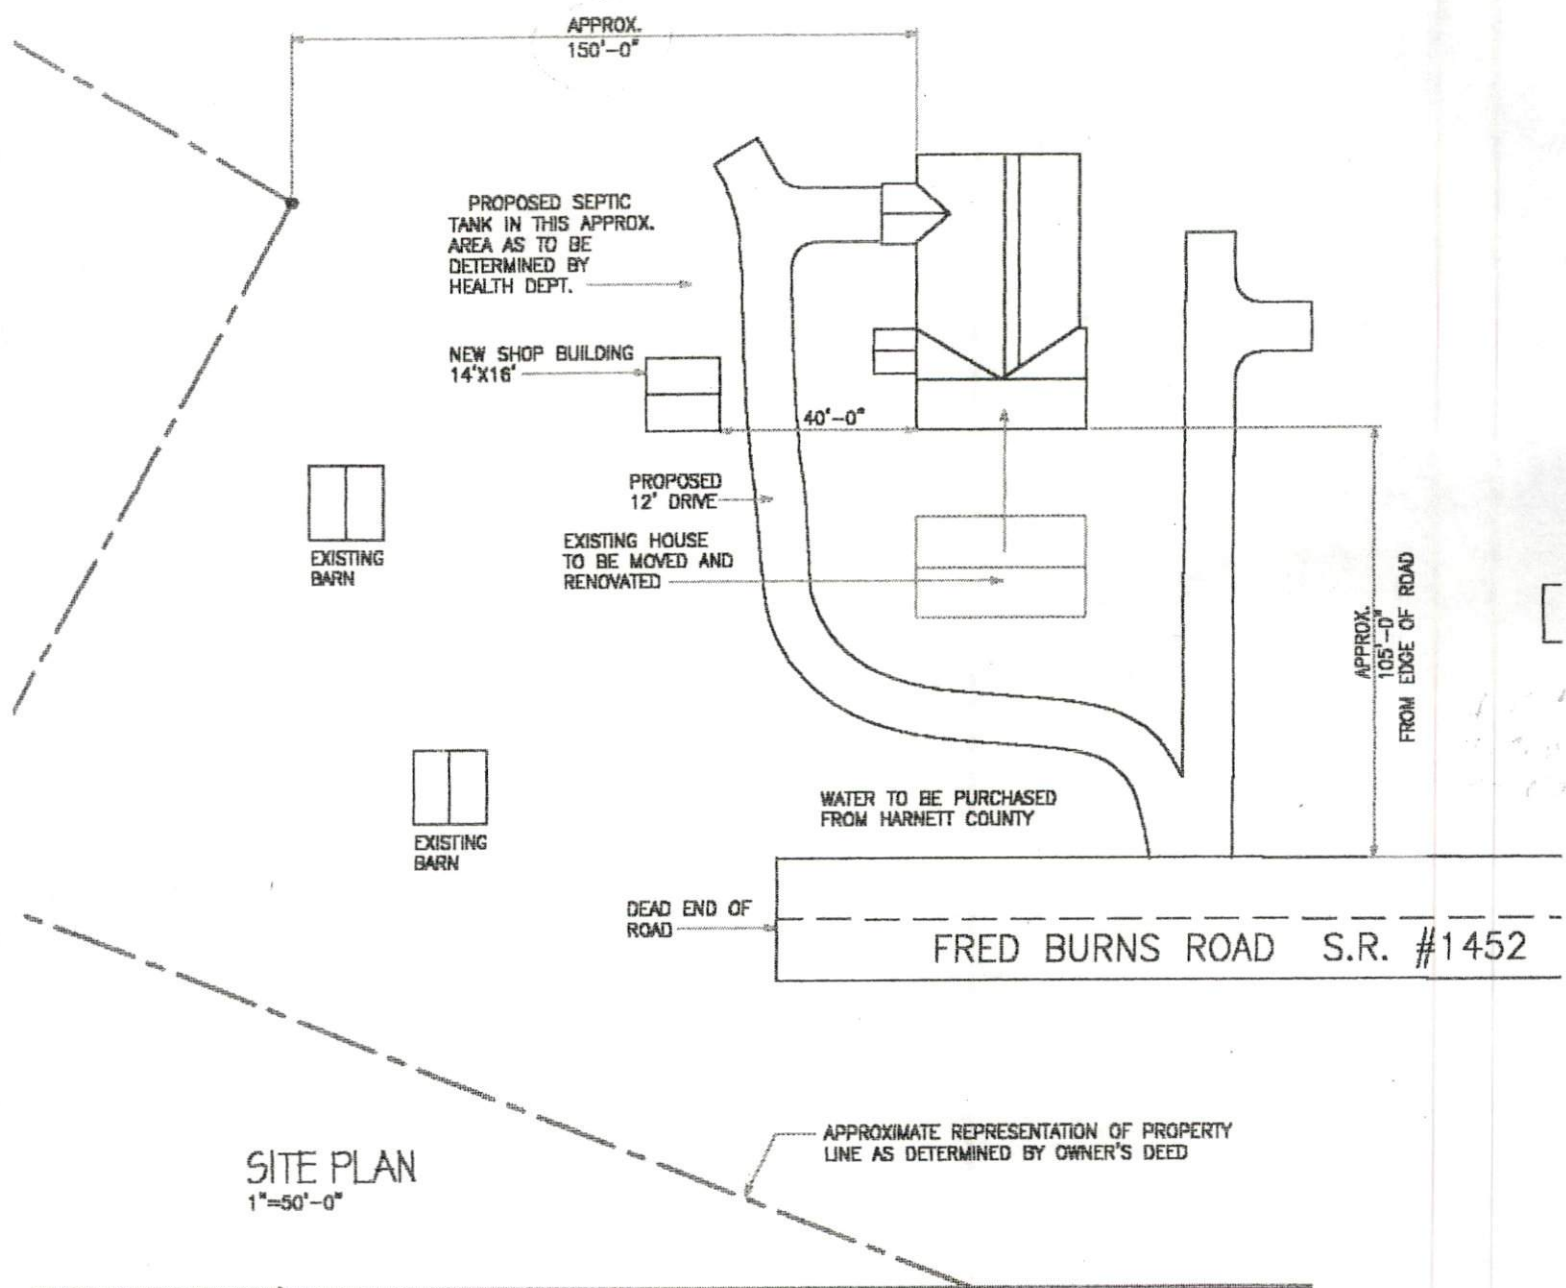 APPROX.
150'-0"
PROPOSED SEPTIC
TANK IN THIS APPROX.
AREA AS TO BE
DETERMINED BY
HEALTH DEPT.
NEW SHOP BUILDING
14'X16'
40'-0"
PROPOSED
12' DRIVE
EXISTING HOUSE
TO BE MOVED AND
RENOVATED
EXISTING
BARN
APPROX.
105'-0"
FROM EDGE OF ROAD
WATER TO BE PURCHASED
FROM HARNETT COUNTY
EXISTING
BARN
DEAD END OF
ROAD
FRED BURNS ROAD S.R. #1452
APPROXIMATE REPRESENTATION OF PROPERTY
LINE AS DETERMINED BY OWNER'S DEED
SITE PLAN
1"=50'-0"